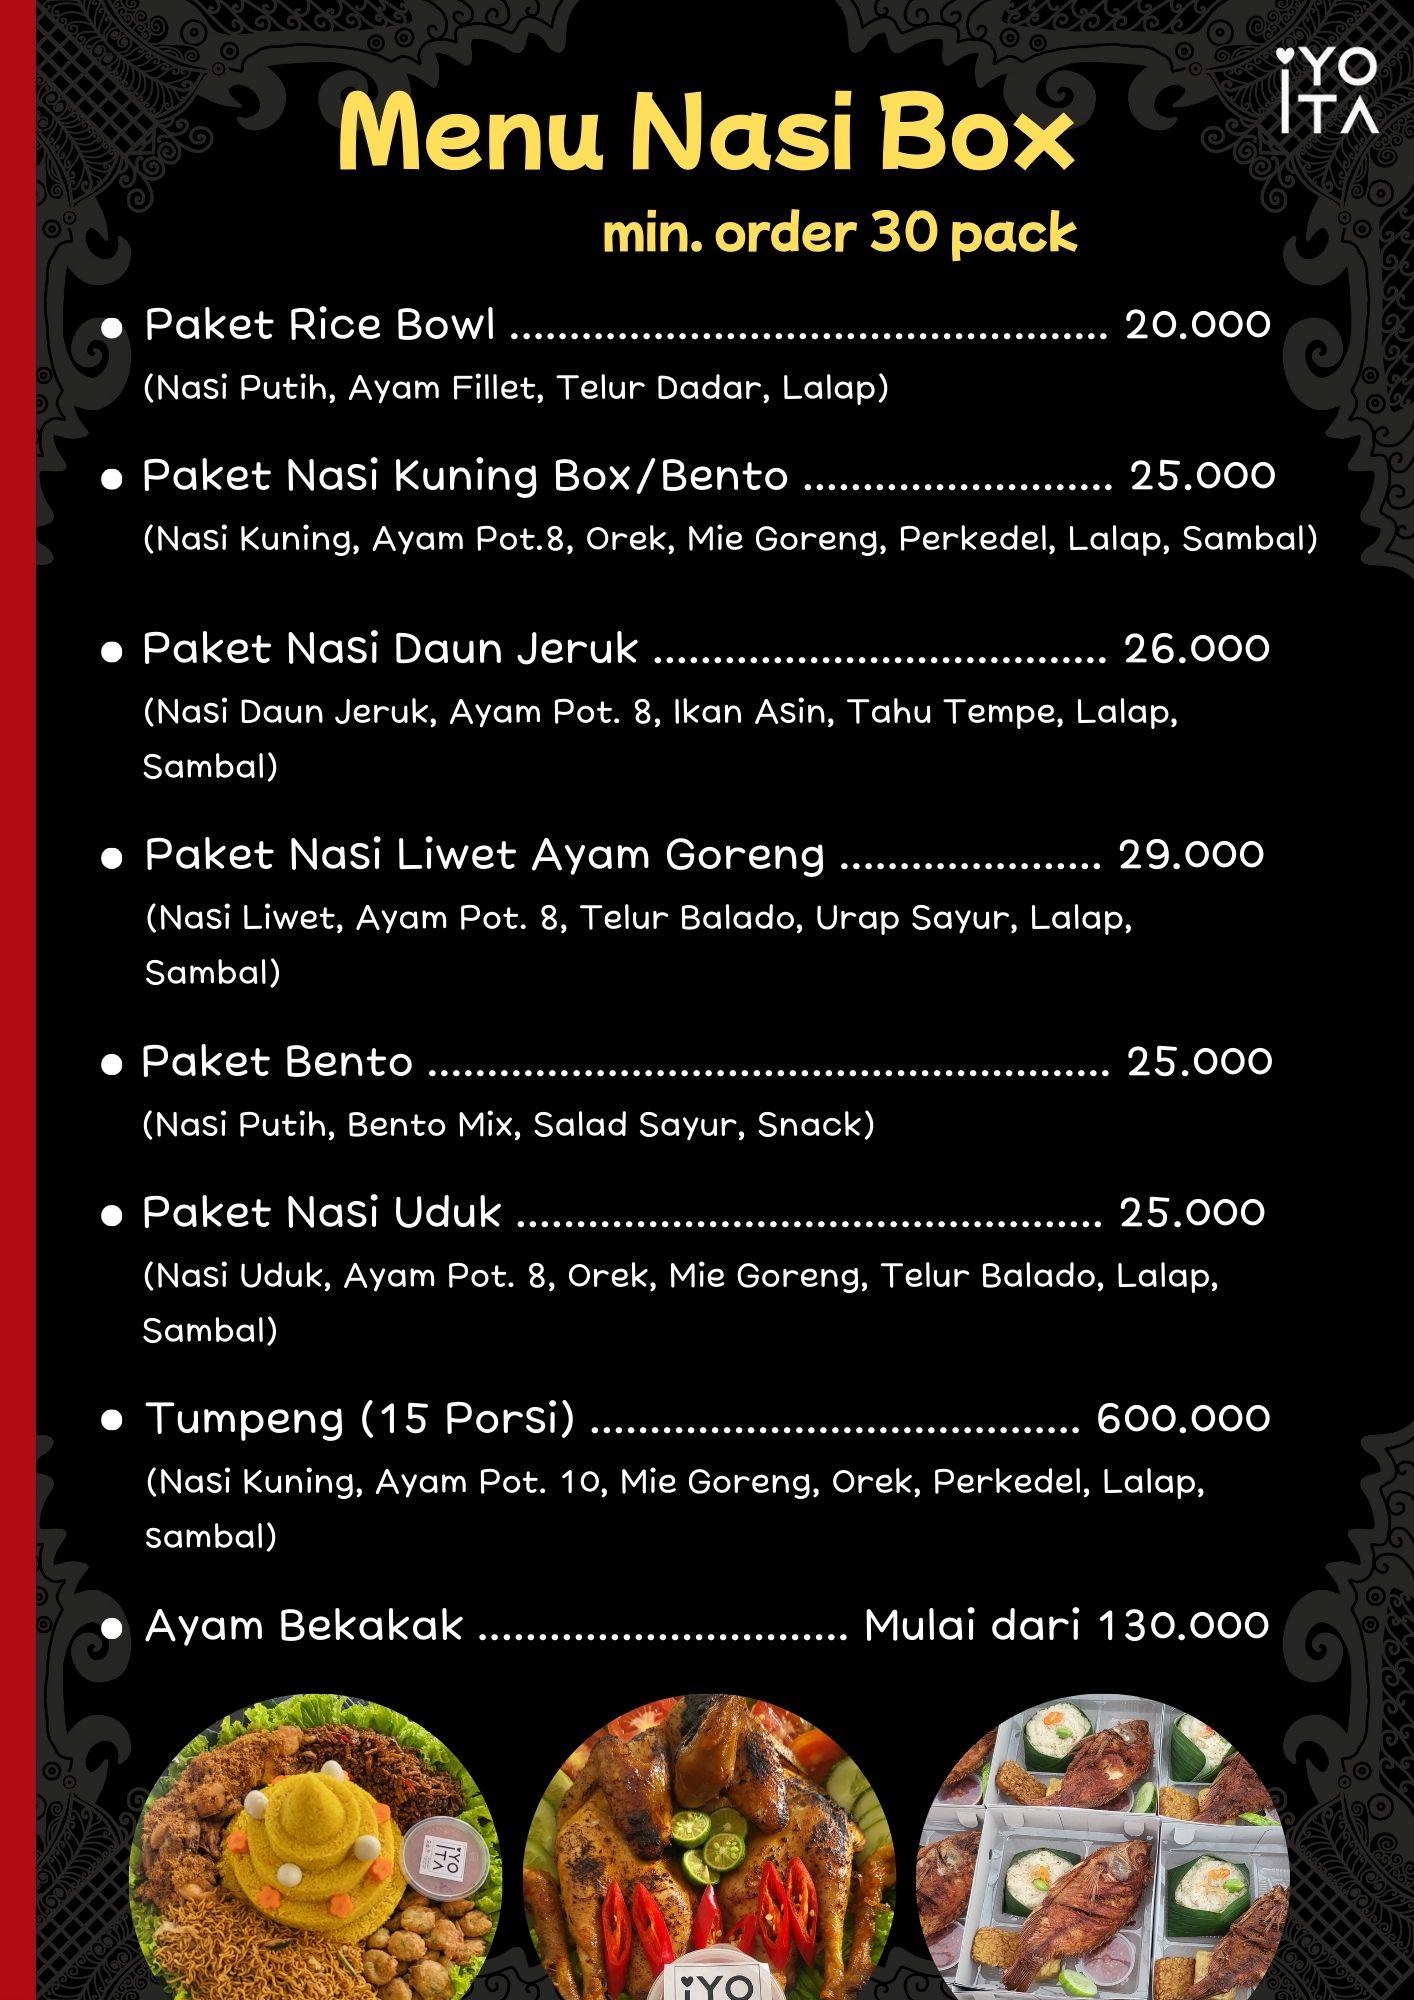 iYO
TA
Menu Nasi Box
min. order 30 pack
Paket Rice Bowl .................................................. 20.000
(Nasi Putih, Ayam Fillet, Telur Dadar, Lalap)
Paket Nasi Kuning Box/Bento .......................... 25.000
(Nasi Kuning, Ayam Pot.8, Orek, Mie Goreng, Perkedel, Lalap, Sambal)
Paket Nasi Daun Jeruk ...................................... 26.000
(Nasi Daun Jeruk, Ayam Pot. 8, Ikan Asin, Tahu Tempe, Lalap,
Sambal)
Paket Nasi Liwet Ayam Goreng ...................... 29.000
(Nasi Liwet, Ayam Pot. 8, Telur Balado, Urap Sayur, Lalap,
Sambal)
Paket Bento ......................................................... 25.000
(Nasi Putih, Bento Mix, Salad Sayur, Snack)
Paket Nasi Uduk ................................................. 25.000
(Nasi Uduk, Ayam Pot. 8, Orek, Mie Goreng, Telur Balado, Lalap,
Sambal)
Tumpeng (15 Porsi) ......................................... 600.000
(Nasi Kuning, Ayam Pot. 10, Mie Goreng, Orek, Perkedel, Lalap,
sambal)
Ayam Bekakak ............................... Mulai dari 130.000
iYO
TA
iYO